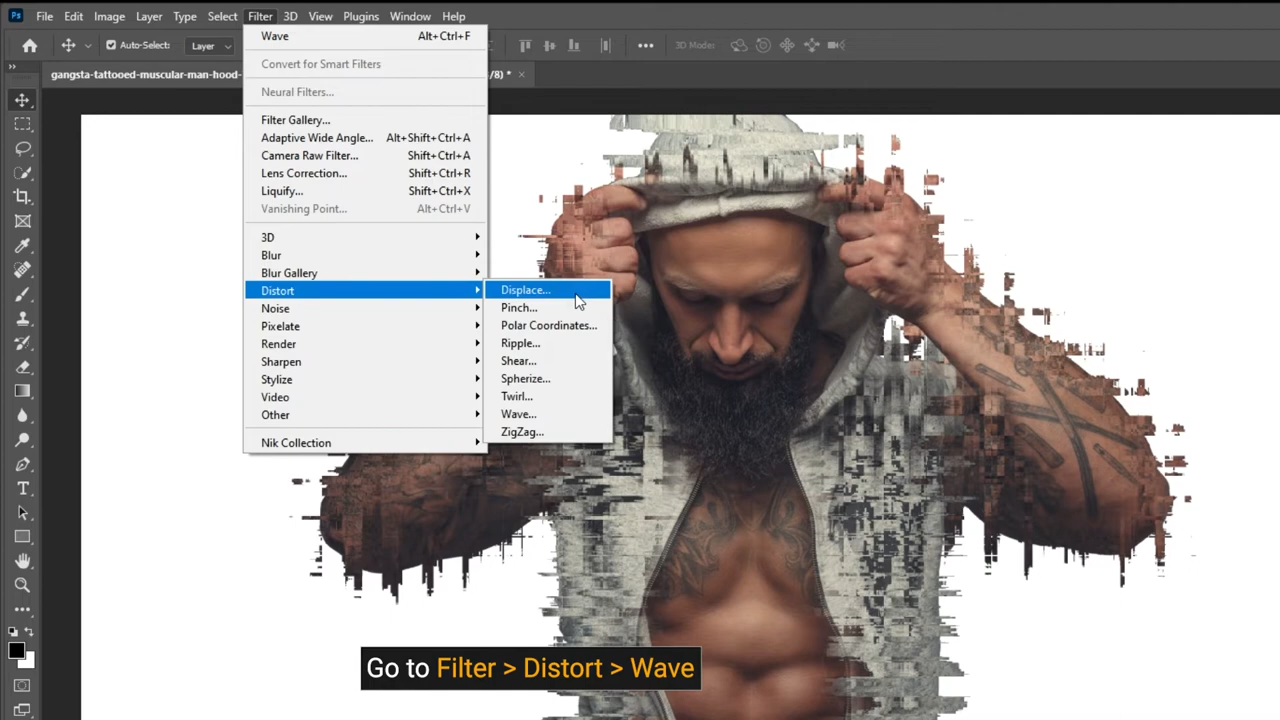 Ps File Edit Image Layer Type Select Filter 3D View Plugins Window Help
Auto-Select: Layer 3D Mode:
gangsta-tattooed-muscular-man-hood- /8) *
Wave Alt+Ctrl+F
Convert for Smart Filters
Neural Filters...
Filter Gallery...
Adaptive Wide Angle... Alt+Shift+Ctrl+A
Camera Raw Filter... Shift+Ctrl+A
Lens Correction... Shift+Ctrl+R
Liquify... Shift+Ctrl+X
Vanishing Point... Alt+Ctrl+V
3D
Blur
Blur Gallery
Distort
Noise
Pixelate
Render
Sharpen
Stylize
Video
Other
Nik Collection
Displace...
Pinch...
Polar Coordinates...
Ripple...
Shear...
Spherize...
Twirl...
Wave...
ZigZag...
Go to Filter > Distort > Wave